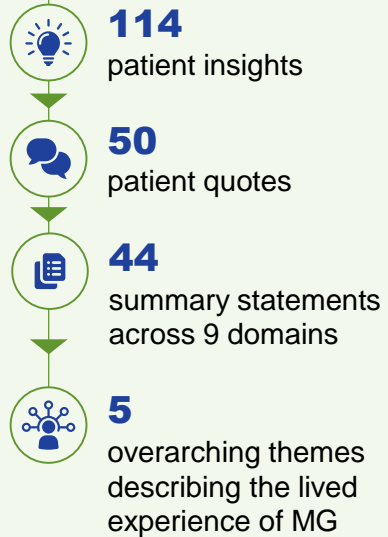 114
patient insights
50
patient quotes
44
summary statements
across 9 domains
5
overarching themes
describing the lived
experience of MG